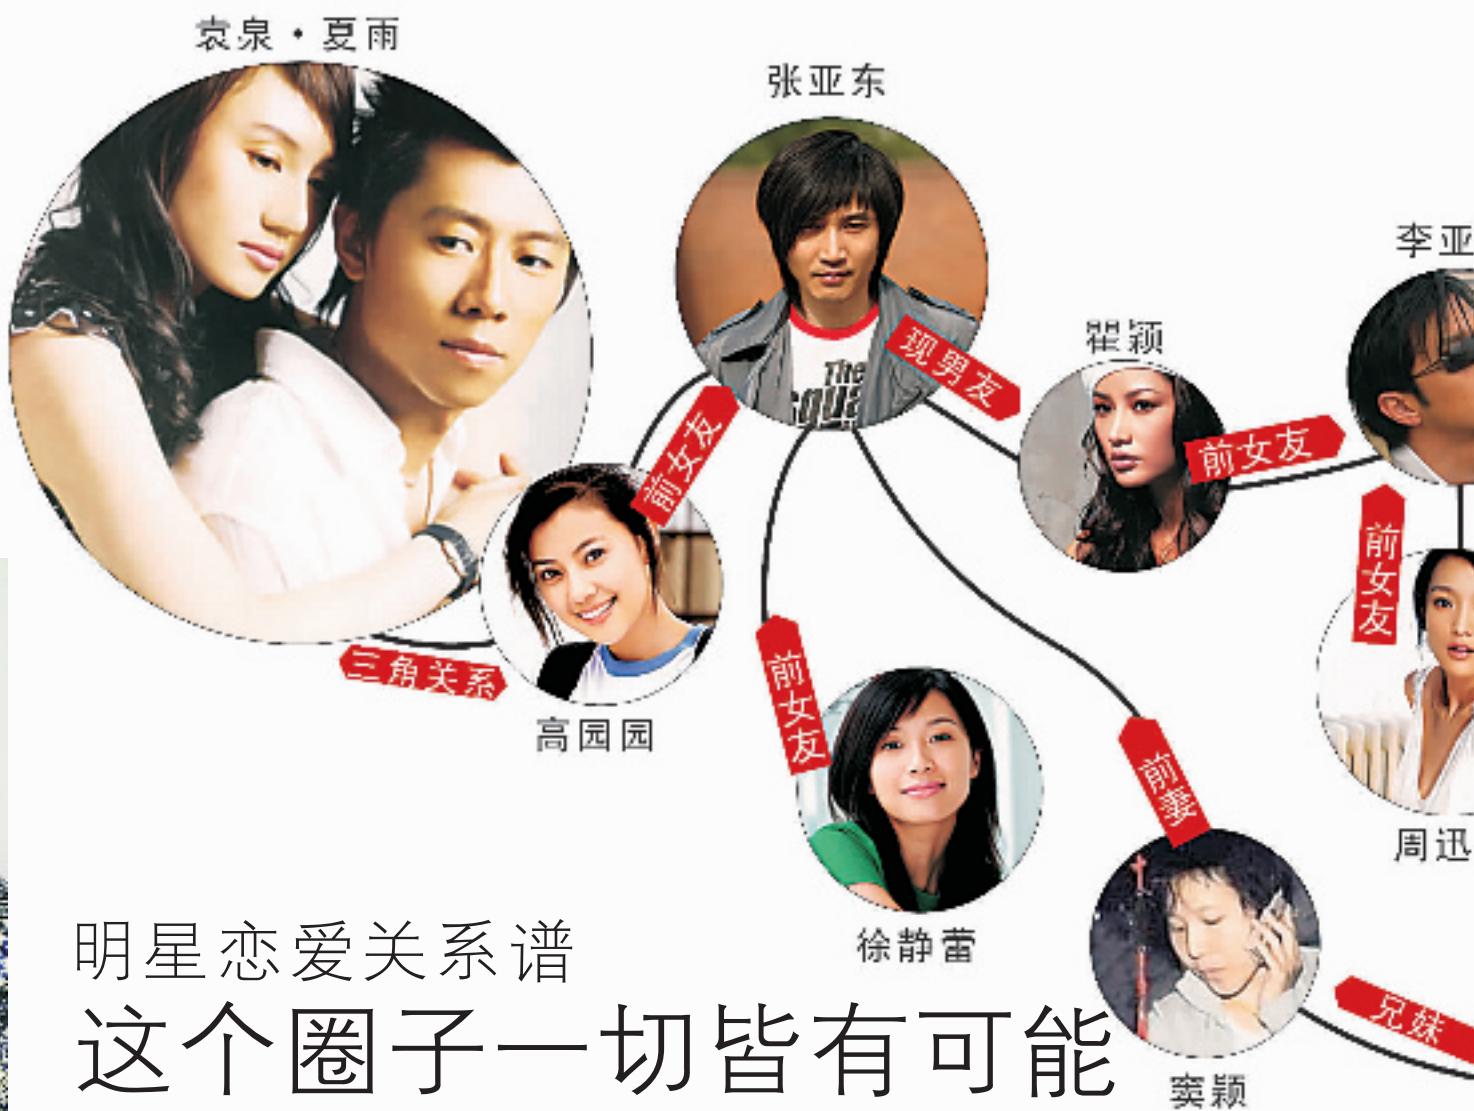 袁泉·夏雨
张亚东
李亚
现男友
瞿颖
前女友
前女友
前女友
三角关系
高园园
前女友
前妻
周迅
徐静蕾
兄妹
窦颖
The
明星恋爱关系谱
这个圈子一切皆有可能